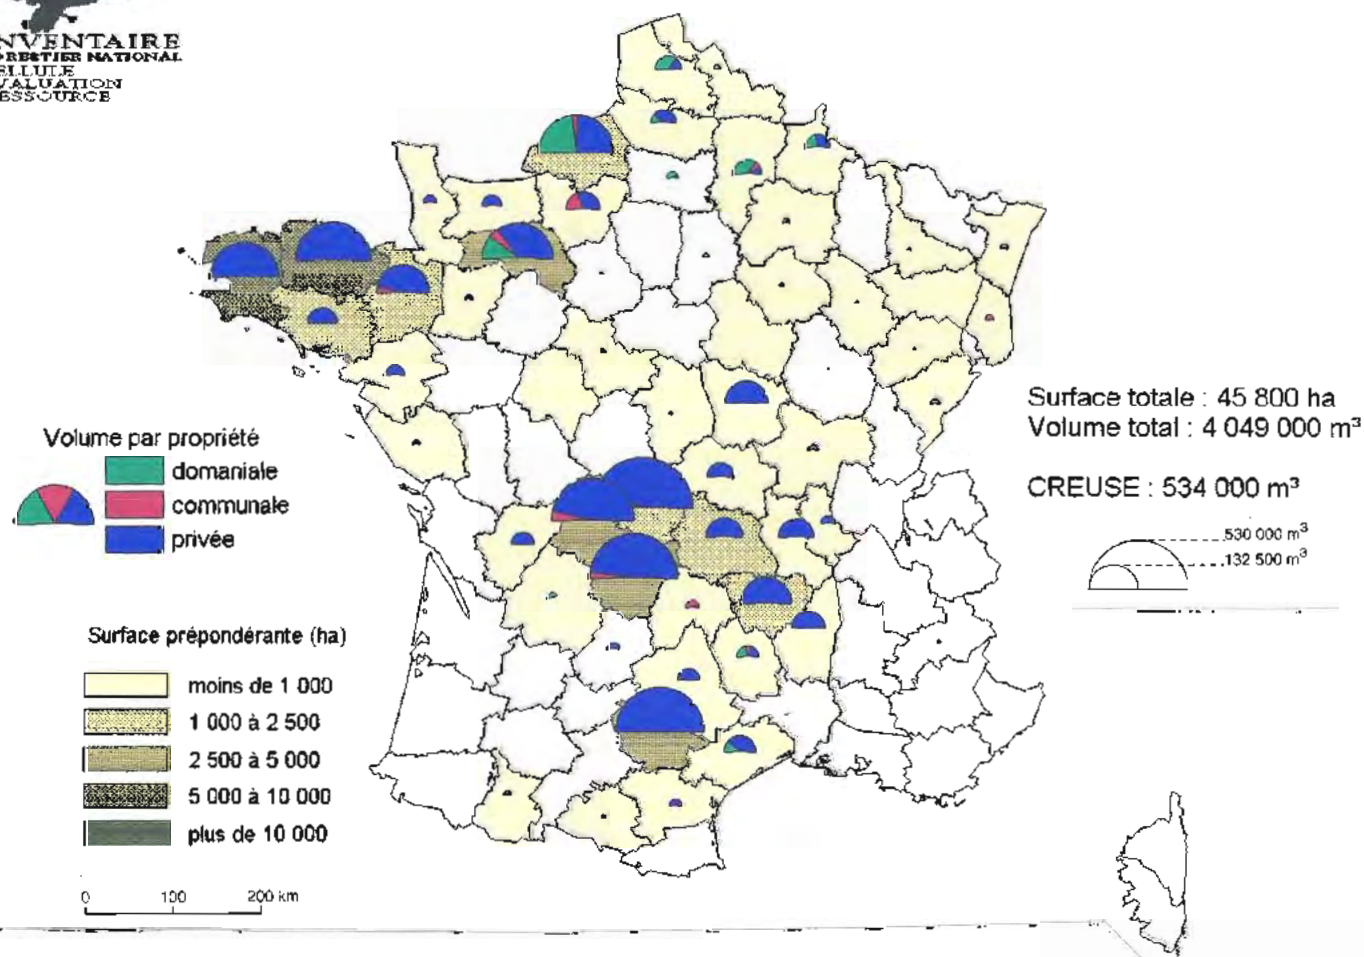 NVENTAIRE
RESTIER NATIONAL
ELLULE
VALUATION
ESSOURCE
Surface totale : 45 800 ha
Volume total : 4 049 000 m³
CREUSE : 534 000 m³
530 000 m³
132 500 m³
Volume par propriété
domaniale
communale
privée
Surface prépondérante (ha)
moins de 1 000
1 000 à 2 500
2 500 à 5 000
5 000 à 10 000
plus de 10 000
0 100 200 km